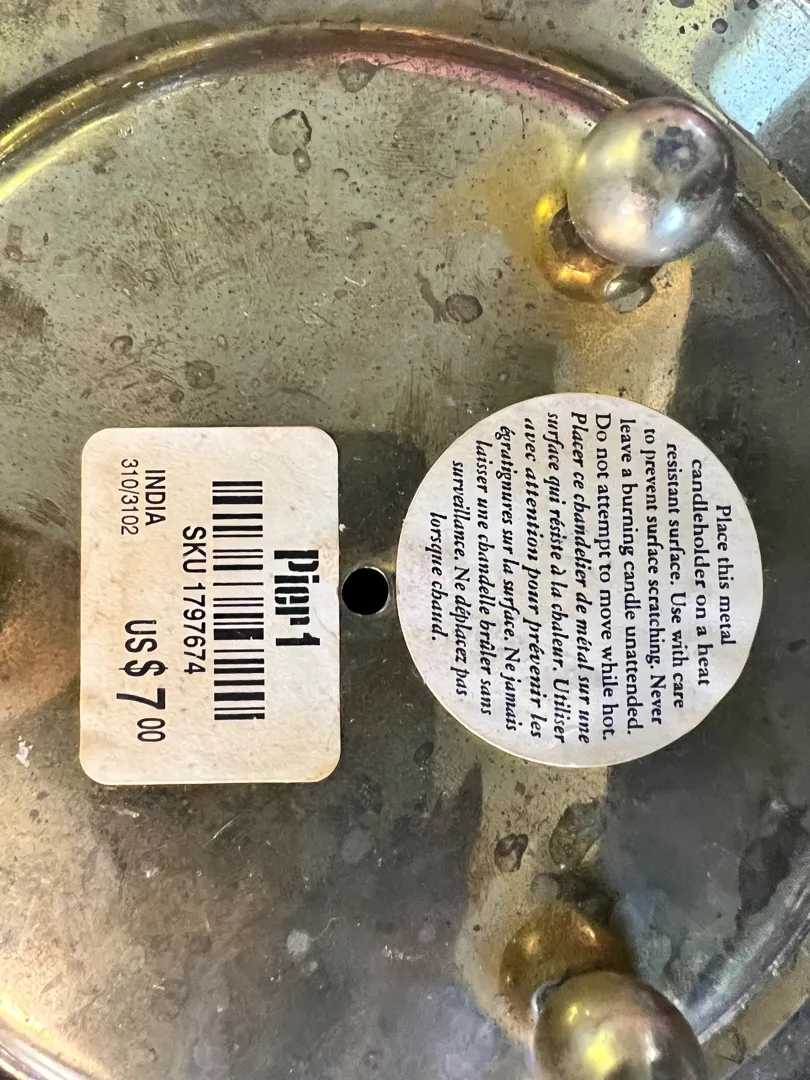 Pier 1
SKU 1797674
INDIA
310/3102
US$ 7 00
Place this metal
candleholder on a heat
resistant surface. Use with care
to prevent surface scratching. Never
leave a burning candle unattended.
Do not attempt to move while hot.
Placer ce chandelier de métal sur une
surface qui résiste à la chaleur. Utiliser
avec attention pour prévenir les
égratignures sur la surface. Ne jamais
laisser une chandelle brûler sans
surveillance. Ne déplacez pas
lorsque chaud.